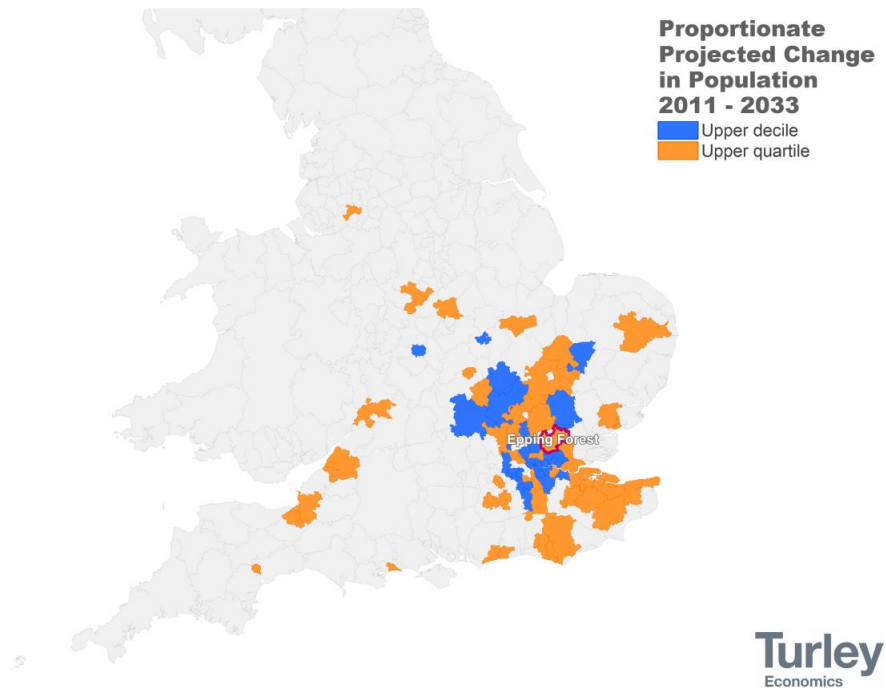 Proportionate
Projected Change
in Population
2011 - 2033
Upper decile
Upper quartile
Epping Forest
Turley
Economics